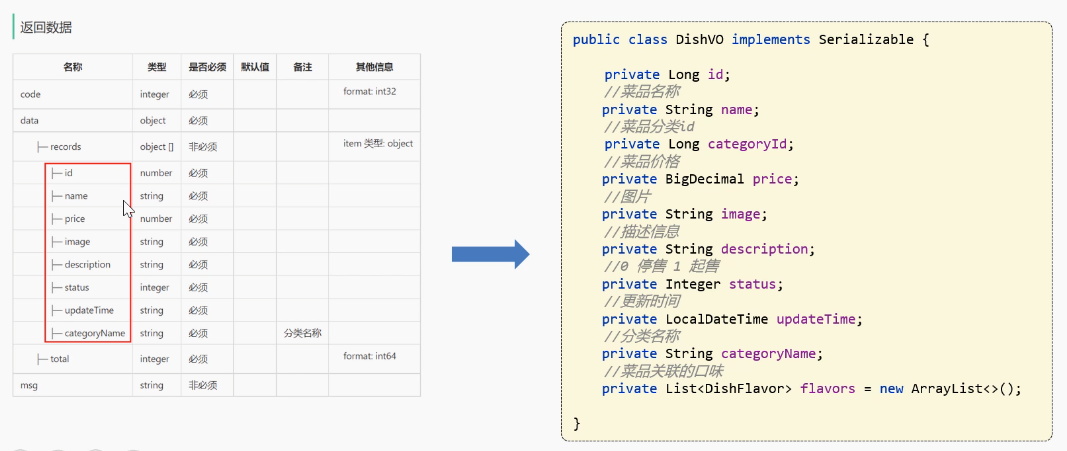 返回数据
名称 类型 是否必须 默认值 备注 其他信息
code integer 必须 format: int32
data object 必须
├─ records object [] 非必须 item 类型: object
├─ id number 必须
├─ name string 必须
├─ price number 必须
├─ image string 必须
├─ description string 必须
├─ status integer 必须
├─ updateTime string 必须
├─ categoryName string 必须 分类名称
├─ total integer 必须 format: int64
msg string 非必须
public class DishVO implements Serializable {
private Long id;
//菜品名称
private String name;
//菜品分类id
private Long categoryId;
//菜品价格
private BigDecimal price;
//图片
private String image;
//描述信息
private String description;
//0 停售 1 起售
private Integer status;
//更新时间
private LocalDateTime updateTime;
//分类名称
private String categoryName;
//菜品关联的口味
private List<DishFlavor> flavors = new ArrayList<>();
}